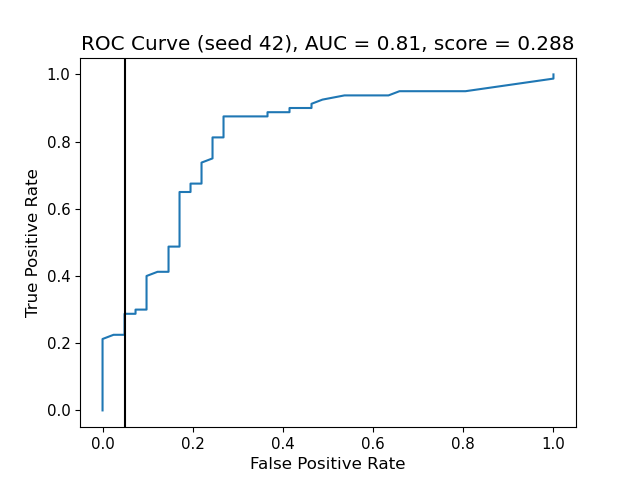 ROC Curve (seed 42), AUC = 0.81, score = 0.288
True Positive Rate
1.0
0.8
0.6
0.4
0.2
0.0
0.0 0.2 0.4 0.6 0.8 1.0
False Positive Rate